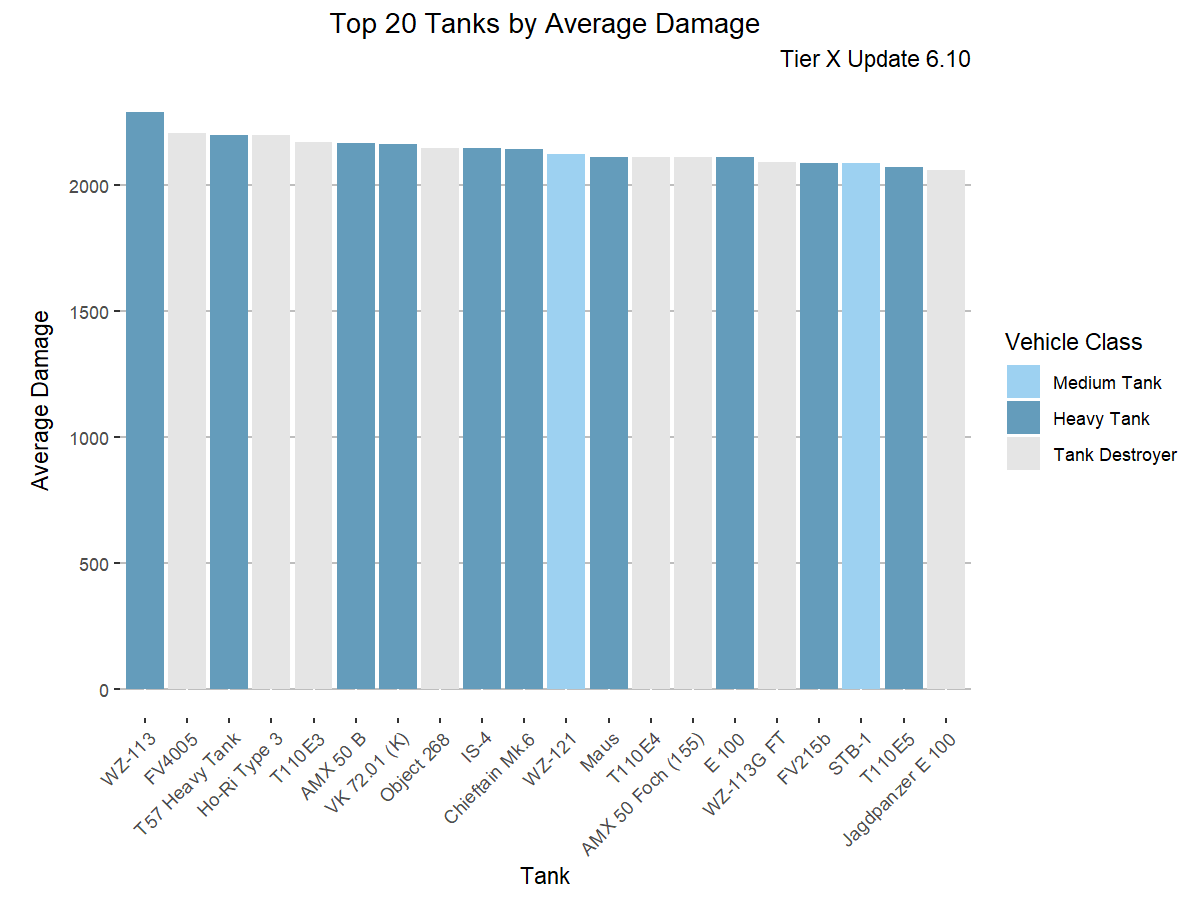 Top 20 Tanks by Average Damage
Tier X Update 6.10
Average Damage
2000
1500
1000
500
0
WZ-113
FV4005
T57 Heavy Tank
Ho-Ri Type 3
T110E3
AMX 50 B
VK 72.01 (K)
Object 268
IS-4
Chieftain Mk.6
WZ-121
Maus
T110E4
AMX 50 Foch (155)
E 100
WZ-113G FT
FV215b
STB-1
T110E5
Jagdpanzer E 100
Tank
Vehicle Class
Medium Tank
Heavy Tank
Tank Destroyer